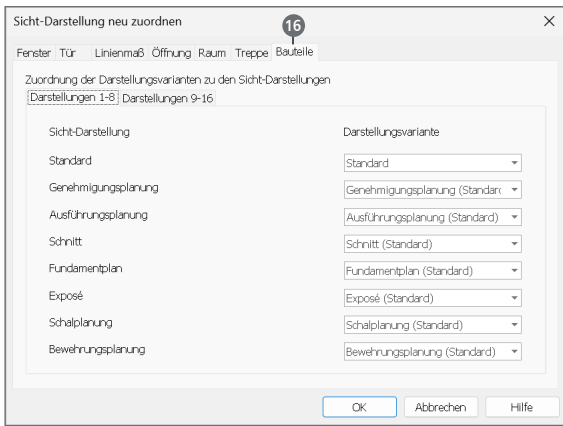 Sicht-Darstellung neu zuordnen
16
Fenster Tür Linienmaß Öffnung Raum Treppe Bauteile
Zuordnung der Darstellungsvarianten zu den Sicht-Darstellungen
Darstellungen 1-8 Darstellungen 9-16
Sicht-Darstellung Darstellungsvariante
Standard Standard
Genehmigungsplanung Genehmigungsplanung (Standarc
Ausführungsplanung Ausführungsplanung (Standard)
Schnitt Schnitt (Standard)
Fundamentplan Fundamentplan (Standard)
Exposé Exposé (Standard)
Schalplanung Schalplanung (Standard)
Bewehrungsplanung Bewehrungsplanung (Standard)
OK Abbrechen Hilfe